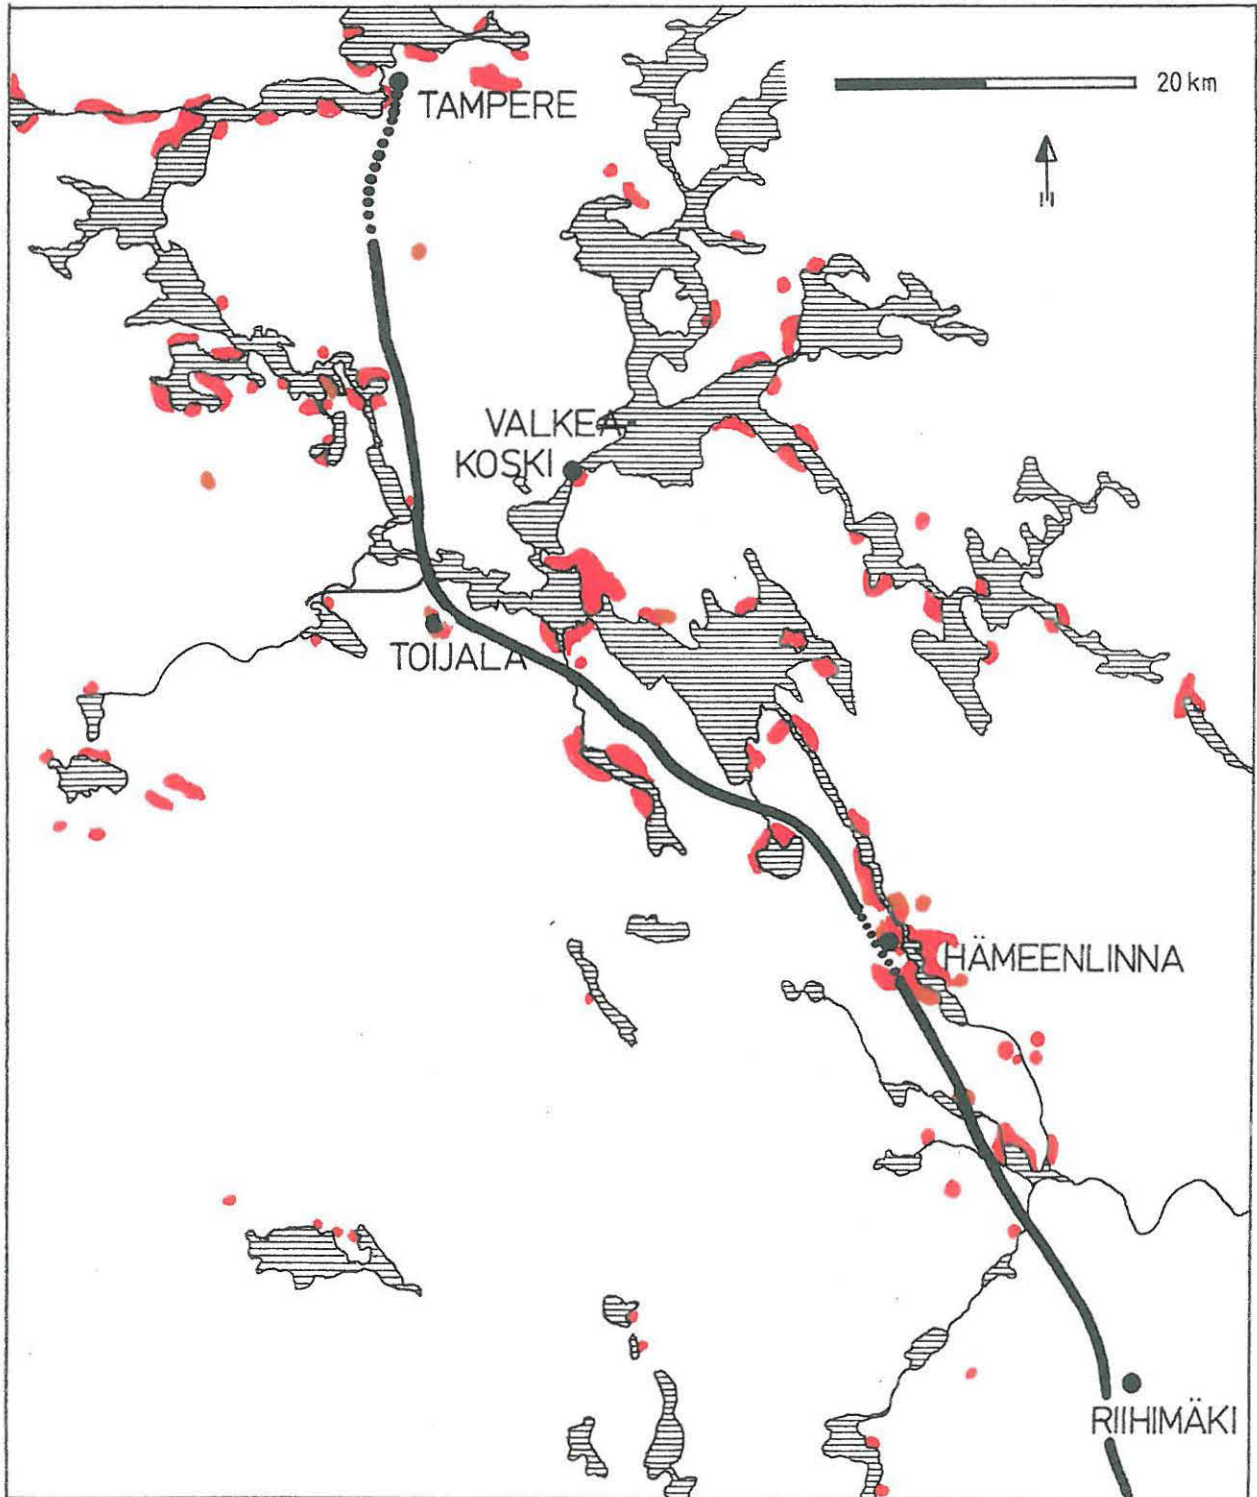 20 km
TAMPERE
VALKEA
KOSKI
TOIJALA
HÄMEENLINNA
RIIHIMÄKI